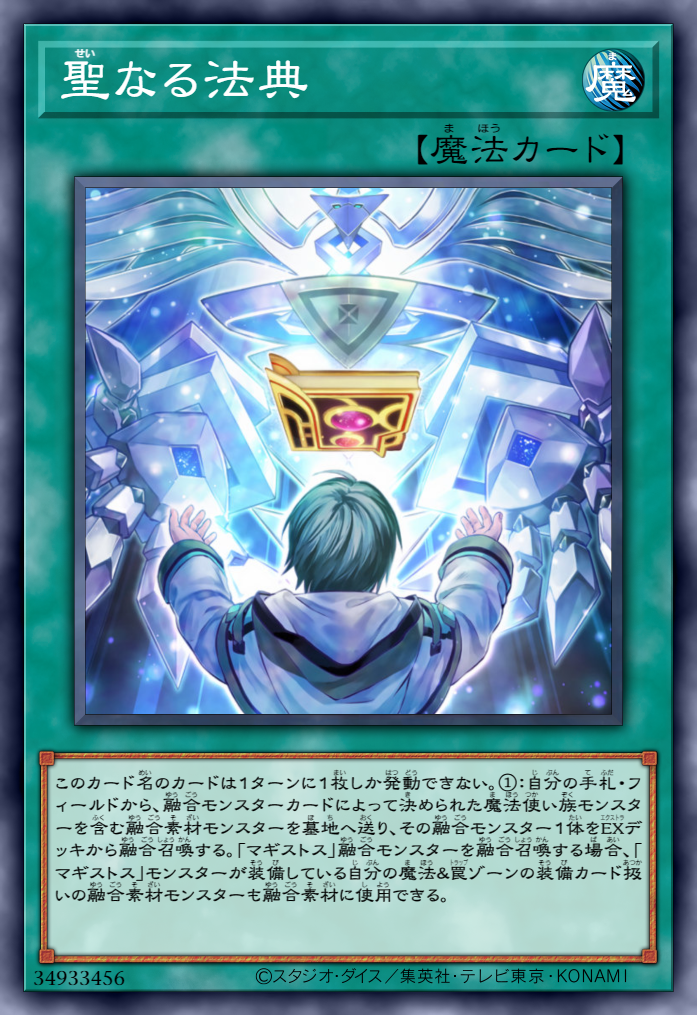 聖なる法典
魔
【魔法カード】
このカード名のカードは1ターンに1枚しか発動できない。①:自分の手札・フ
ィールドから、融合モンスターカードによって決められた魔法使い族モンスタ
ーを含む融合素材モンスターを墓地へ送り、その融合モンスター1体をEXデ
ッキから融合召喚する。「マギストス」融合モンスターを融合召喚する場合、「
マギストス」モンスターが装備している自分の魔法&罠ゾーンの装備カード扱
いの融合素材モンスターも融合素材に使用できる。
34933456
©スタジオ・ダイス/集英社・テレビ東京・KONAMI